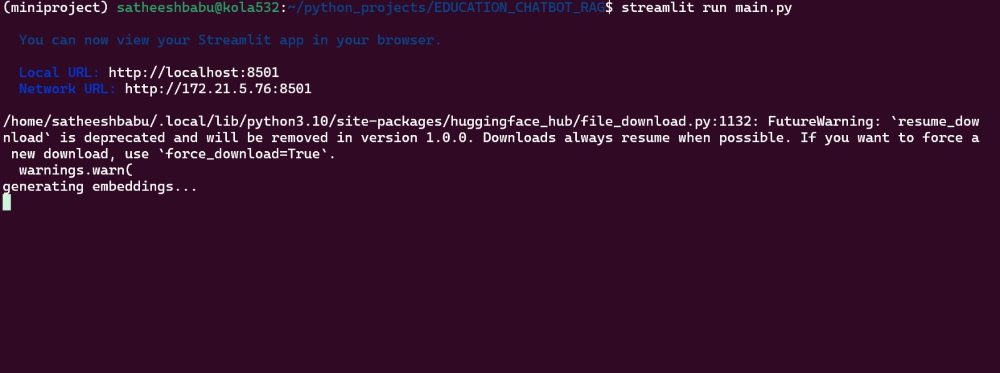 (miniproject) satheeshbabu@kola532:~/python_projects/EDUCATION_CHATBOT_RAG$ streamlit run main.py
You can now view your Streamlit app in your browser.
Local URL: http://localhost:8501
Network URL: http://172.21.5.76:8501
/home/satheeshbabu/.local/lib/python3.10/site-packages/huggingface_hub/file_download.py:1132: FutureWarning: `resume_dow
nload` is deprecated and will be removed in version 1.0.0. Downloads always resume when possible. If you want to force a
new download, use `force_download=True`.
warnings.warn(
generating embeddings...